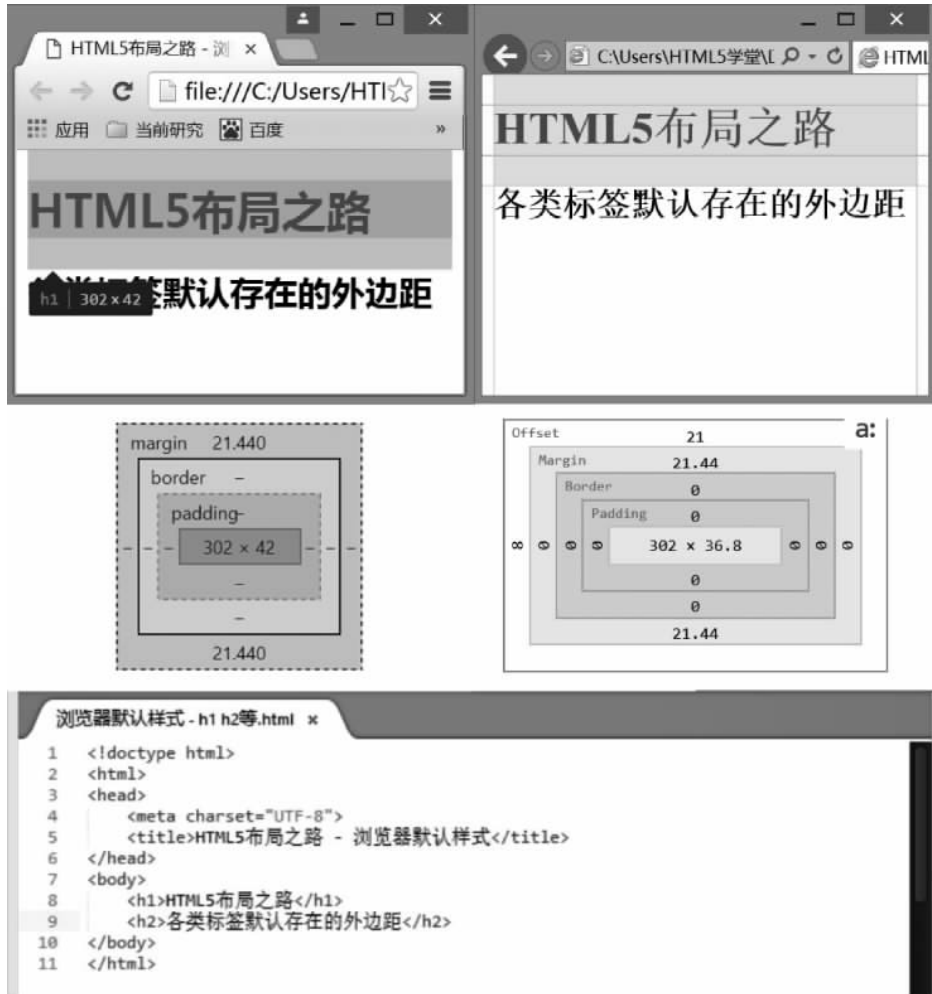 HTML5布局之路 - 浏
file:///C:/Users/HTI
应用 当前研究 百度 »
HTML5布局之路
默认存在的外边距
h1 302×42
C:\Users\HTML5学堂\[
HTML
HTML5布局之路
各类标签默认存在的外边距
margin 21.440
border –
padding–
– – – 302 × 42 – – –
–
–
21.440
a:
Offset 21
Margin 21.44
Border 0
Padding 0
8 0 0 0 302 × 36.8 0 0 0
0
0
21.44
浏览器默认样式 - h1 h2等.html ×
1 <!doctype html>
2 <html>
3 <head>
4 <meta charset="UTF-8">
5 <title>HTML5布局之路 - 浏览器默认样式</title>
6 </head>
7 <body>
8 <h1>HTML5布局之路</h1>
9 <h2>各类标签默认存在的外边距</h2>
10 </body>
11 </html>